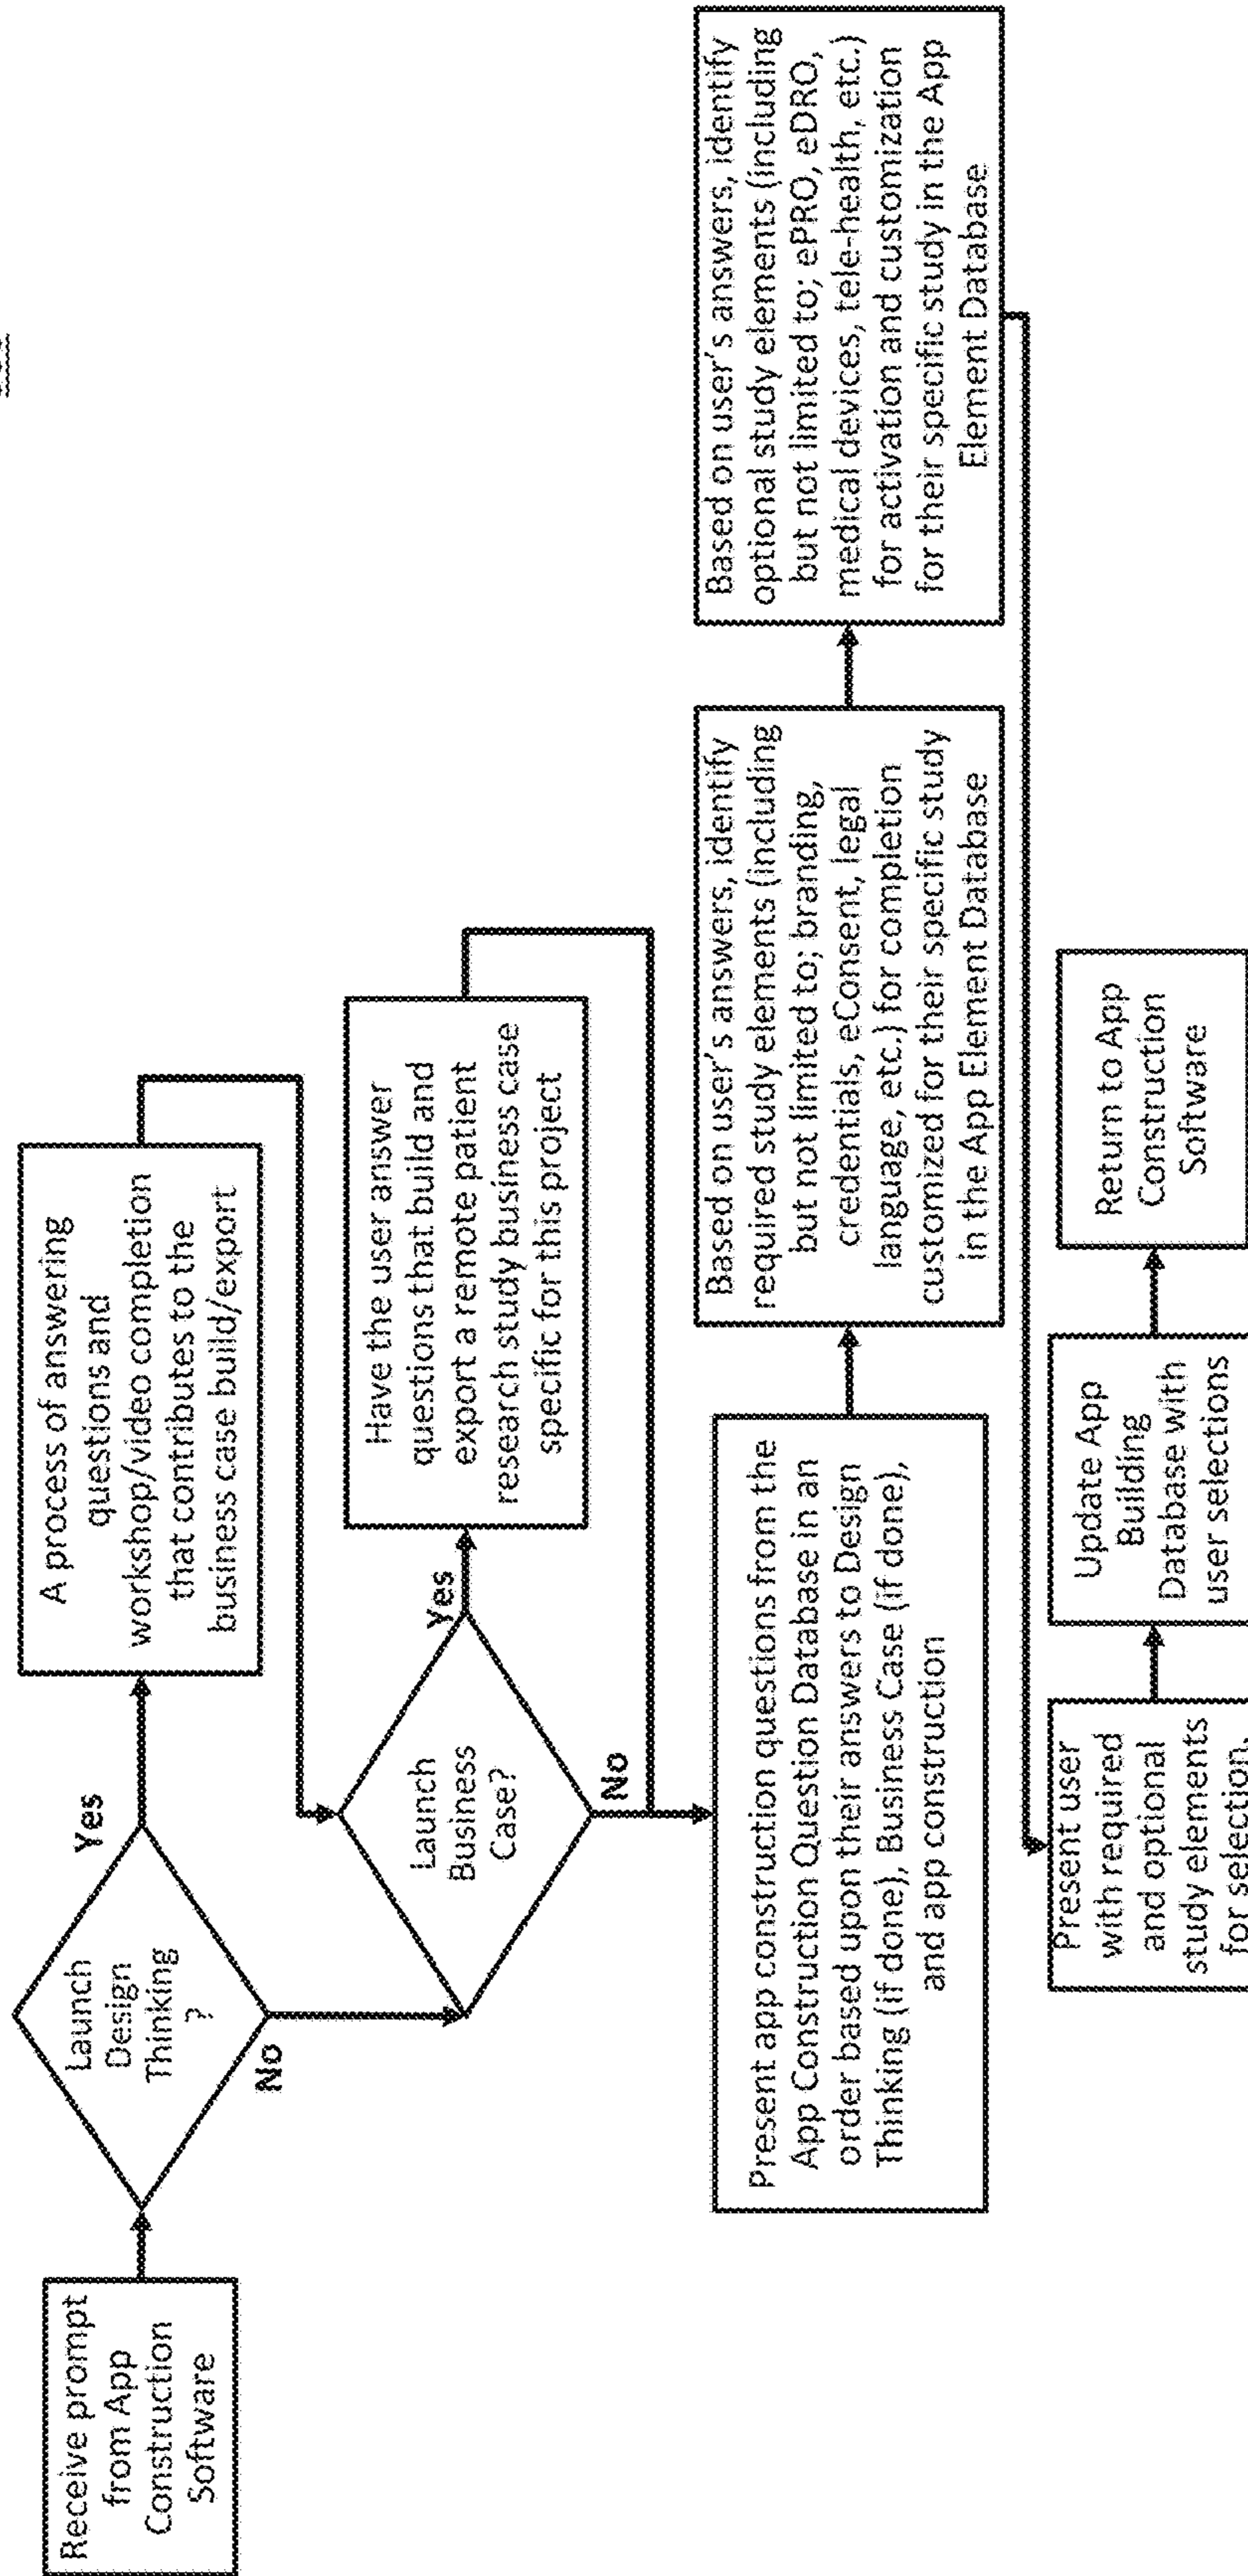 Receive prompt
from App
Construction
Software
Launch
Design
Thinking
?
Yes
No
A process of answering
questions and
workshop/video completion
that contributes to the
business case build/export
Launch
Business
Case?
Yes
No
Have the user answer
questions that build and
export a remote patient
research study business case
specific for this project
Present app construction questions from the
App Construction Question Database in an
order based upon their answers to Design
Thinking (if done), Business Case (if done),
and app construction
Based on user's answers, identify
required study elements (including
but not limited to; branding,
credentials, eConsent, legal
language, etc.) for completion
customized for their specific study
in the App Element Database
Based on user's answers, identify
optional study elements (including
but not limited to; ePRO, eDRO,
medical devices, tele-health, etc.)
for activation and customization
for their specific study in the App
Element Database
Present user
with required
and optional
study elements
for selection.
Update App
Building
Database with
user selections
Return to App
Construction
Software